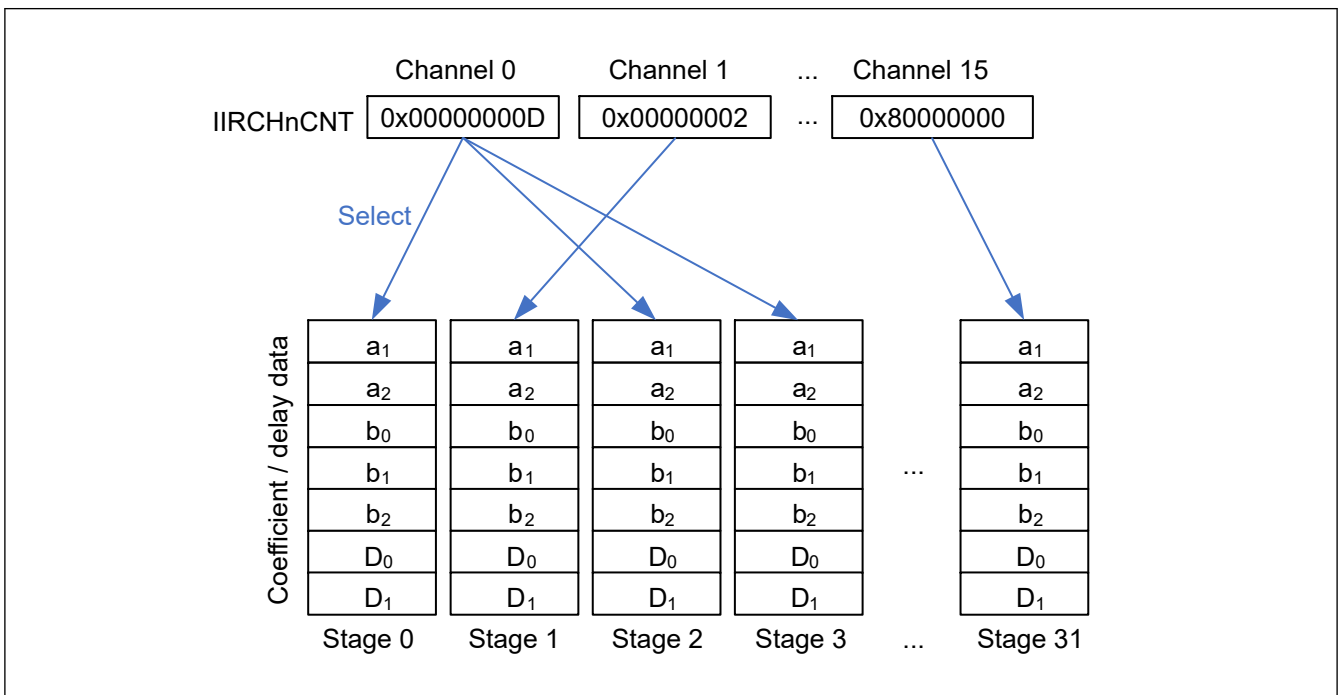 Channel 0 Channel 1 ... Channel 15
IIRCHnCNT 0x00000000D 0x00000002 ... 0x80000000
Select
Coefficient / delay data
a₁ a₁ a₁ a₁ a₁
a₂ a₂ a₂ a₂ a₂
b₀ b₀ b₀ b₀ b₀
b₁ b₁ b₁ b₁ ... b₁
b₂ b₂ b₂ b₂ b₂
D₀ D₀ D₀ D₀ D₀
D₁ D₁ D₁ D₁ D₁
Stage 0 Stage 1 Stage 2 Stage 3 ... Stage 31